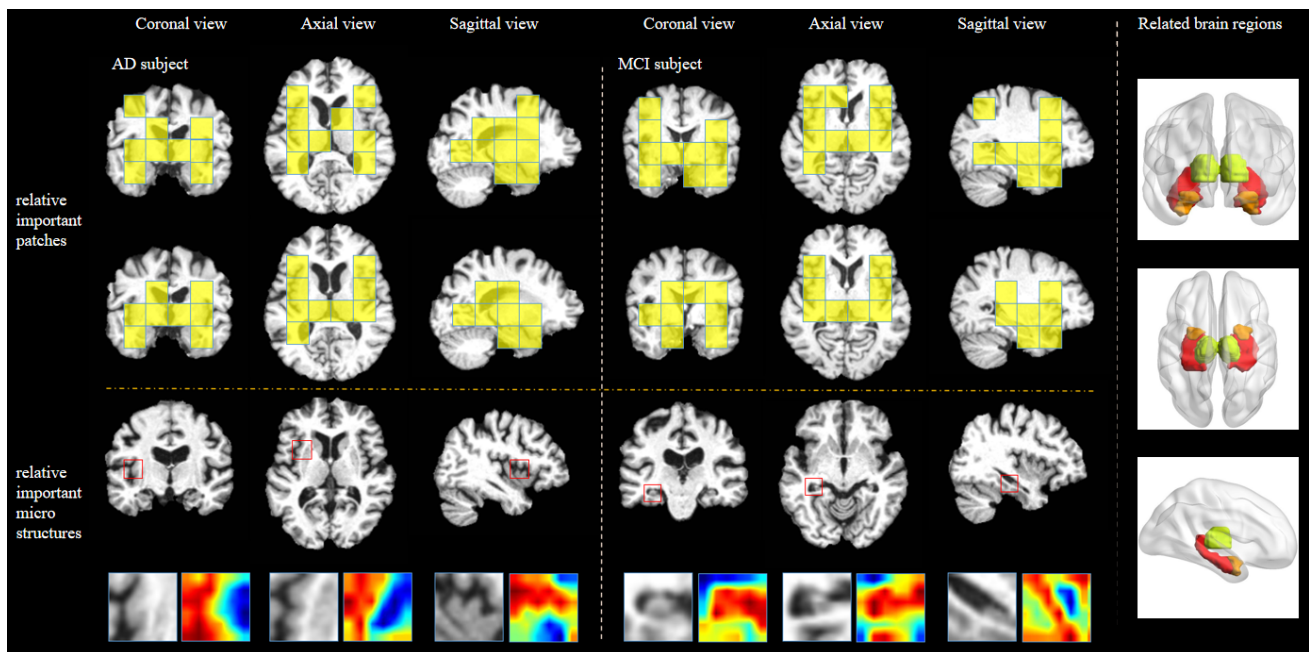 Coronal view
Axial view
Sagittal view
Coronal view
Axial view
Sagittal view
Related brain regions
AD subject
MCI subject
relative
important
patches
relative
important
micro
structures